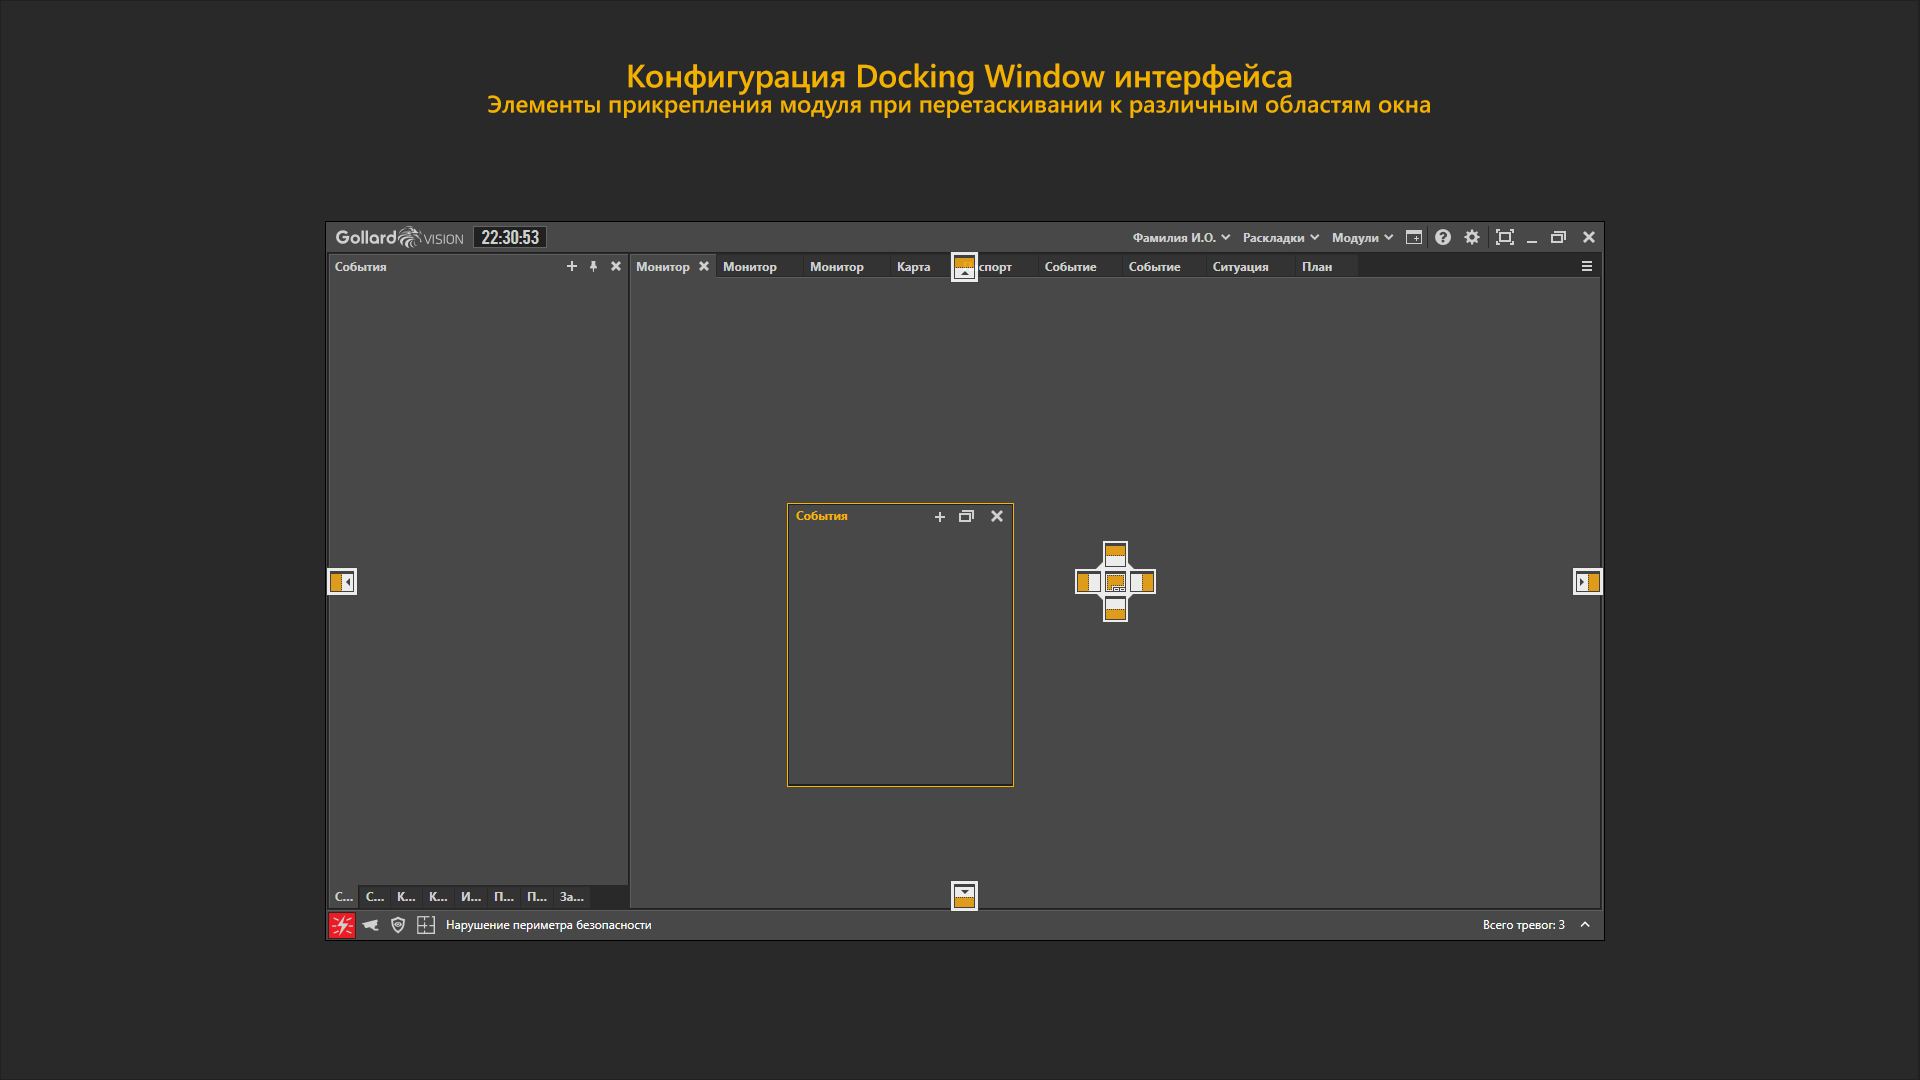 Конфигурация Docking Window интерфейса
Элементы прикрепления модуля при перетаскивании к различным областям окна
Gollard VISION 22:30:53 Фамилия И.О. Раскладки Модули
События Монитор Монитор Монитор Карта спорт Событие Событие Ситуация План
События
С... С... К... К... И... П... П... За...
Нарушение периметра безопасности Всего тревог: 3